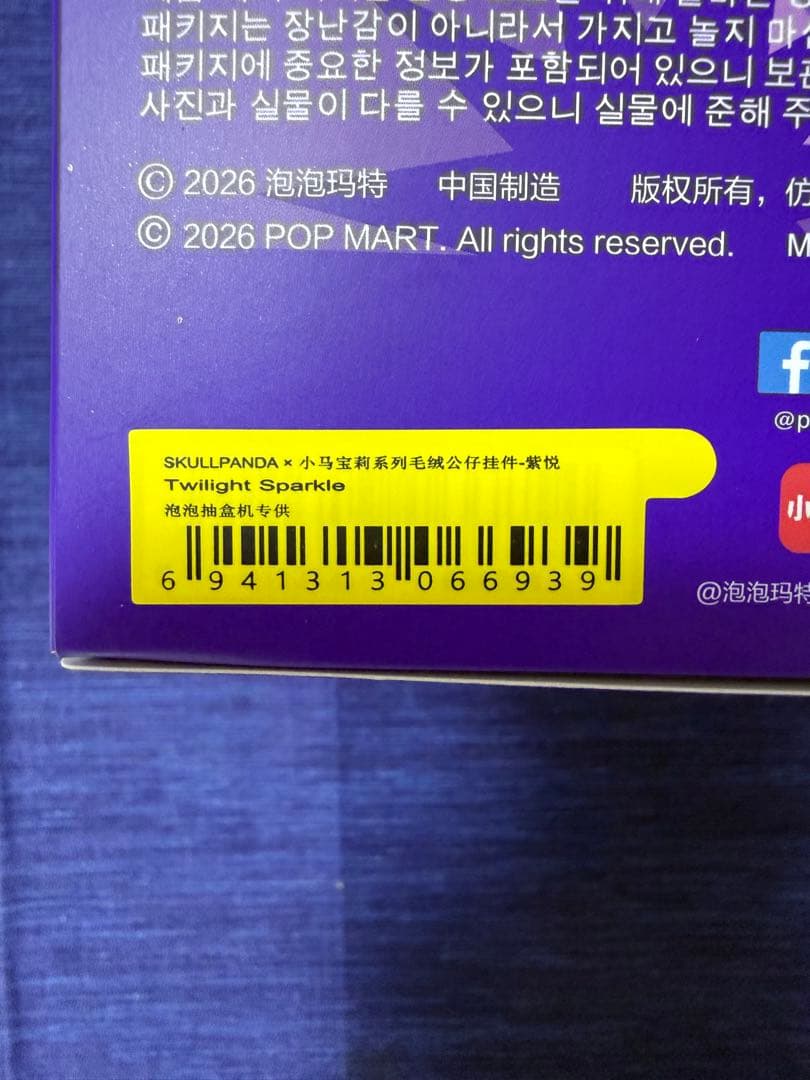 패키지는 장난감이 아니라서 가지고 놀지 마
패키지에 중요한 정보가 포함되어 있으니 보관
사진과 실물이 다를 수 있으니 실물에 준해 주
© 2026 泡泡玛特 中国制造 版权所有，仿
© 2026 POP MART. All rights reserved. M
f
@p
SKULLPANDA × 小马宝莉系列毛绒公仔挂件-紫悦
Twilight Sparkle
泡泡抽盒机专供
6 941313 066939
小
@泡泡玛特